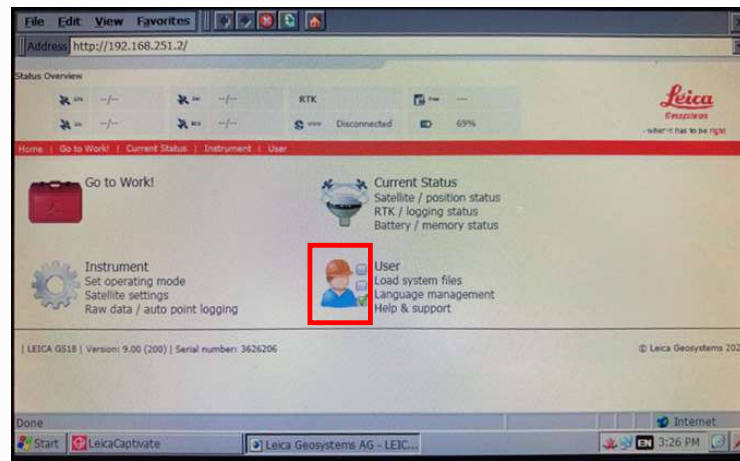 File Edit View Favorites
Address http://192.168.251.2/
Status Overview
--/-- --/-- RTK ---
--/-- --/-- Disconnected 69%
Leica
Geosystems
- when it has to be right
Home | Go to Work! | Current Status | Instrument | User
Go to Work!
Current Status
Satellite / position status
RTK / logging status
Battery / memory status
Instrument
Set operating mode
Satellite settings
Raw data / auto point logging
User
Load system files
Language management
Help & support
| LEICA GS18 | Version: 9.00 (200) | Serial number: 3626206
© Leica Geosystems 202
Done
Internet
Start LeicaCaptivate Leica Geosystems AG - LEIC... EN 3:26 PM